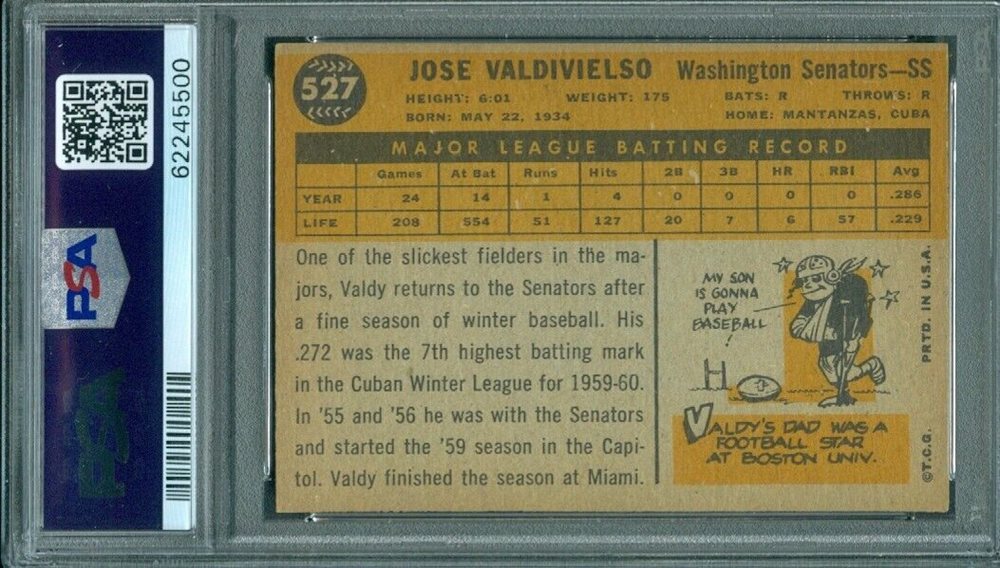 PSA
62245500
PSA
527
JOSE VALDIVIELSO Washington Senators—SS
HEIGHT: 6:01 WEIGHT: 175 BATS: R THROWS: R
BORN: MAY 22, 1934 HOME: MANTANZAS, CUBA
MAJOR LEAGUE BATTING RECORD
Games At Bat Runs Hits 2B 3B HR RBI Avg
YEAR 24 14 1 4 0 0 0 0 .286
LIFE 208 554 51 127 20 7 6 57 .229
One of the slickest fielders in the ma-
jors, Valdy returns to the Senators after
a fine season of winter baseball. His
.272 was the 7th highest batting mark
in the Cuban Winter League for 1959-60.
In '55 and '56 he was with the Senators
and started the '59 season in the Capi-
tol. Valdy finished the season at Miami.
MY SON
IS GONNA
PLAY
BASEBALL
!
VALDY'S DAD WAS A
FOOTBALL STAR
AT BOSTON UNIV.
©T.C.G. PRTD. IN U.S.A.